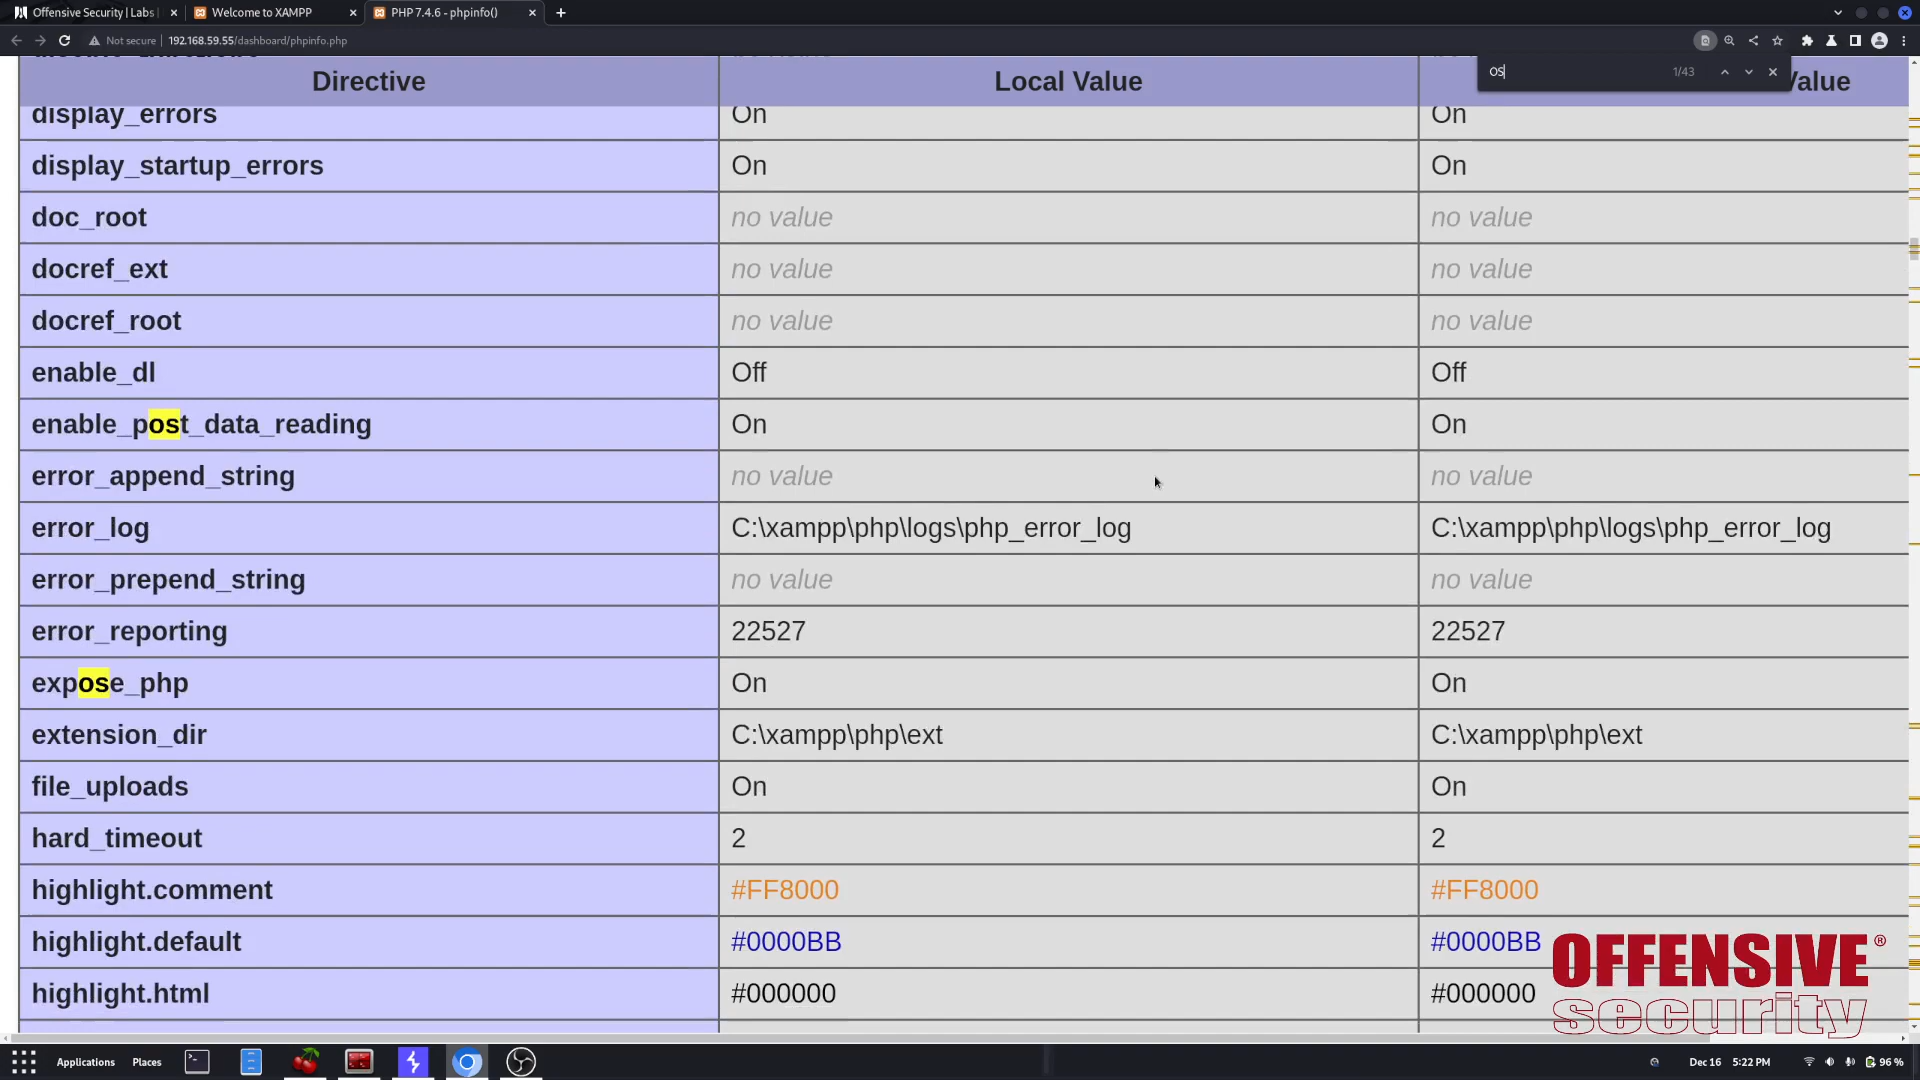 Offensive Security | Labs
Welcome to XAMPP
PHP 7.4.6 - phpinfo()
Not secure
192.168.59.55/dashboard/phpinfo.php
os
1/43
Directive Local Value Value
display_errors On On
display_startup_errors On On
doc_root no value no value
docref_ext no value no value
docref_root no value no value
enable_dl Off Off
enable_post_data_reading On On
error_append_string no value no value
error_log C:\xampp\php\logs\php_error_log C:\xampp\php\logs\php_error_log
error_prepend_string no value no value
error_reporting 22527 22527
expose_php On On
extension_dir C:\xampp\php\ext C:\xampp\php\ext
file_uploads On On
hard_timeout 2 2
highlight.comment #FF8000 #FF8000
highlight.default #0000BB #0000BB
highlight.html #000000 #000000
OFFENSIVE®
security
Applications Places Dec 16 5:22 PM 96 %